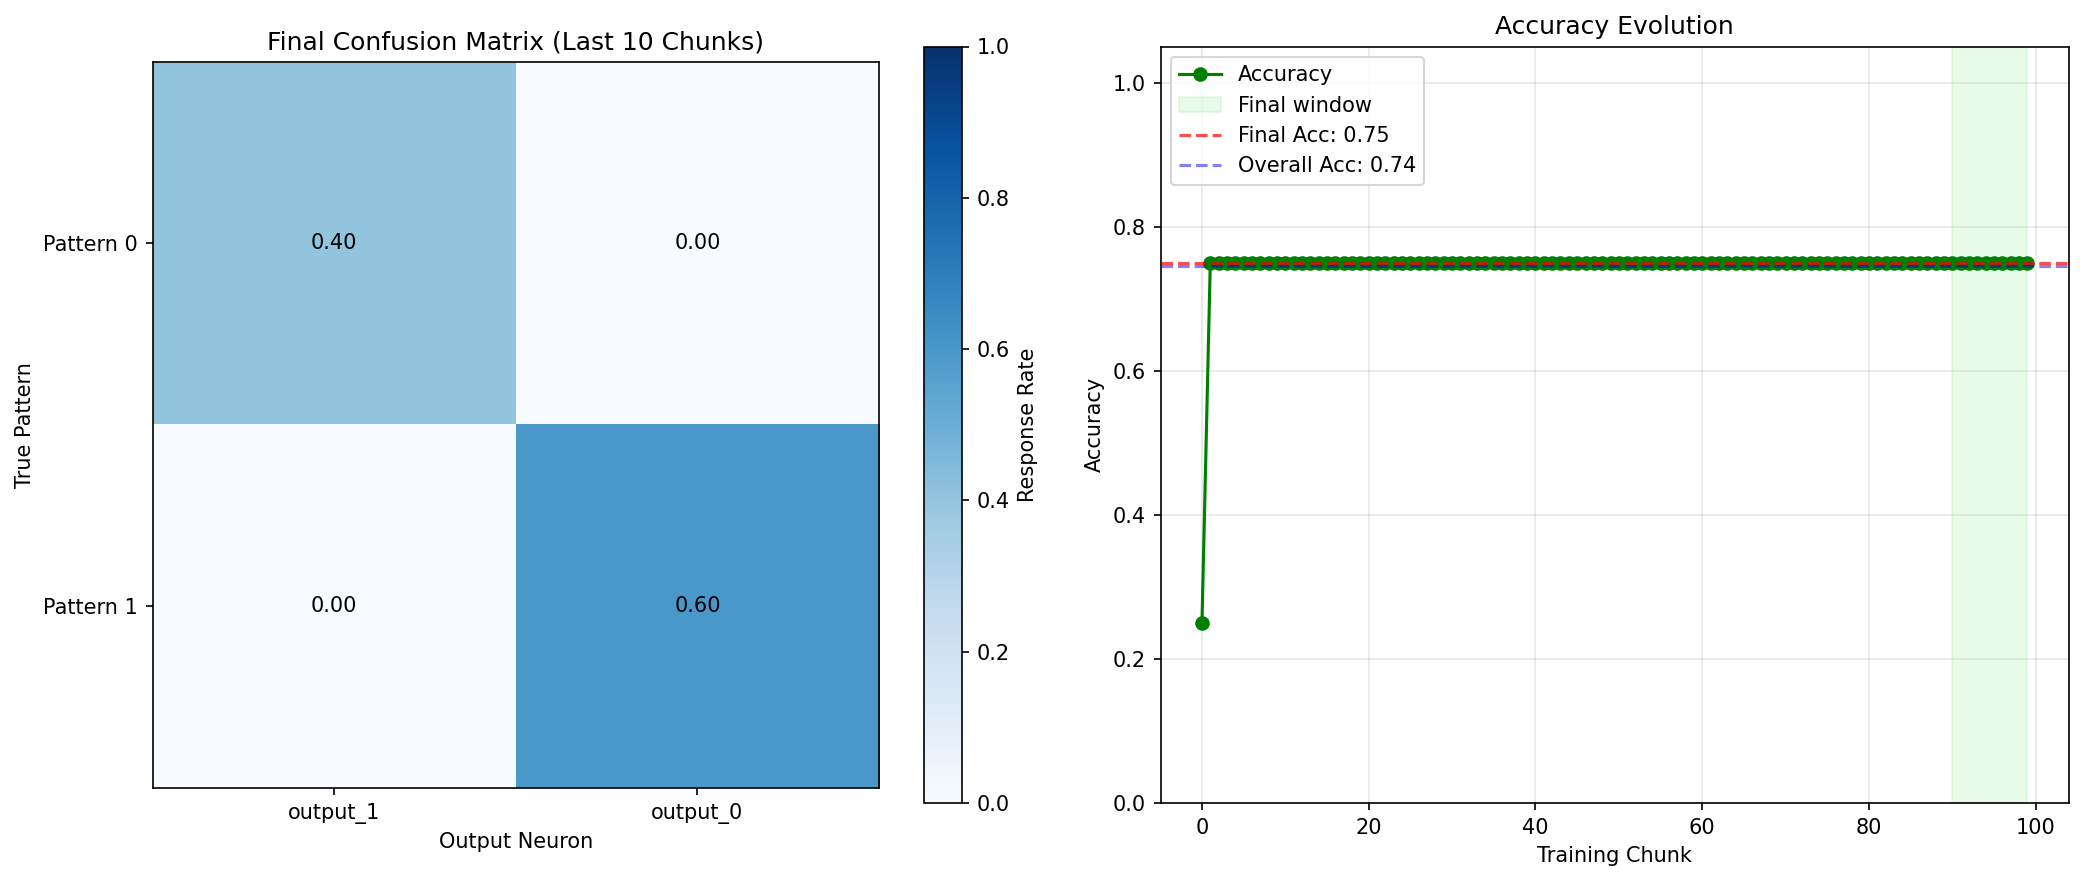 Final Confusion Matrix (Last 10 Chunks)
True Pattern
Pattern 0
Pattern 1
0.40
0.00
0.00
0.60
output_1
output_0
Output Neuron
1.0
0.8
0.6
0.4
0.2
0.0
Response Rate
Accuracy Evolution
Accuracy
Final window
Final Acc: 0.75
Overall Acc: 0.74
Accuracy
1.0
0.8
0.6
0.4
0.2
0.0
0
20
40
60
80
100
Training Chunk